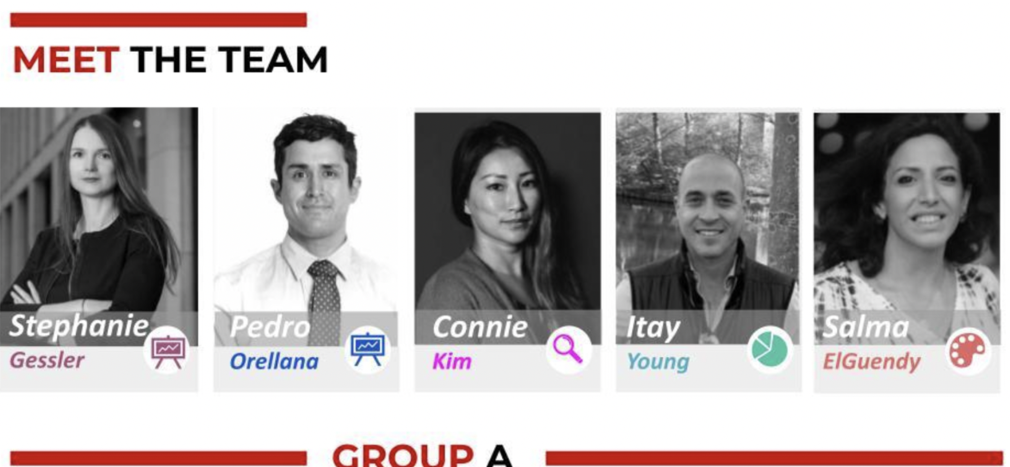 MEET THE TEAM
Stephanie
Gessler
Pedro
Orellana
Connie
Kim
Itay
Young
Salma
ElGuendy
GROUP A